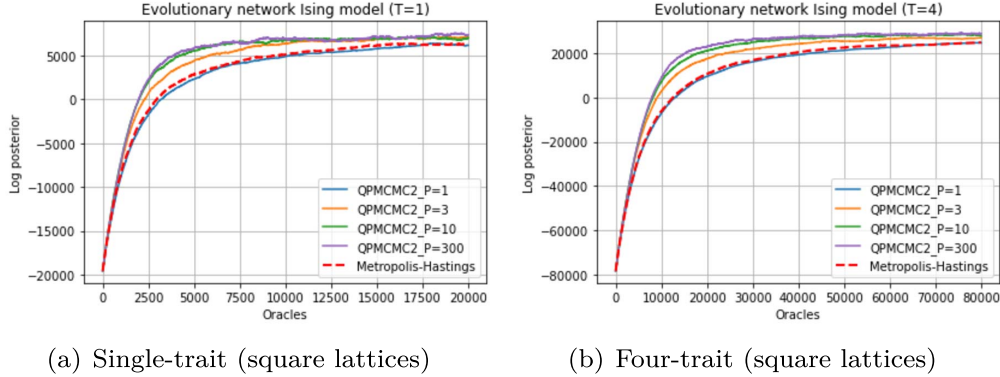 Evolutionary network Ising model (T=1)
Log posterior
5000
0
−5000
−10000
−15000
−20000
QPMCMC2_P=1
QPMCMC2_P=3
QPMCMC2_P=10
QPMCMC2_P=300
Metropolis-Hastings
0 2500 5000 7500 10000 12500 15000 17500 20000
Oracles
(a) Single-trait (square lattices)
Evolutionary network Ising model (T=4)
Log posterior
20000
0
−20000
−40000
−60000
−80000
QPMCMC2_P=1
QPMCMC2_P=3
QPMCMC2_P=10
QPMCMC2_P=300
Metropolis-Hastings
0 10000 20000 30000 40000 50000 60000 70000 80000
Oracles
(b) Four-trait (square lattices)